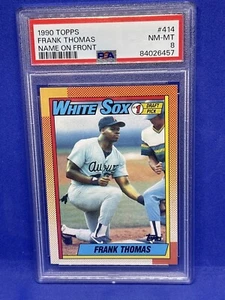 1990 TOPPS #414
FRANK THOMAS NM-MT
NAME ON FRONT 8
PSA 84026457
WHITE SOX
#1 DRAFT PICK
Auburn
FRANK THOMAS